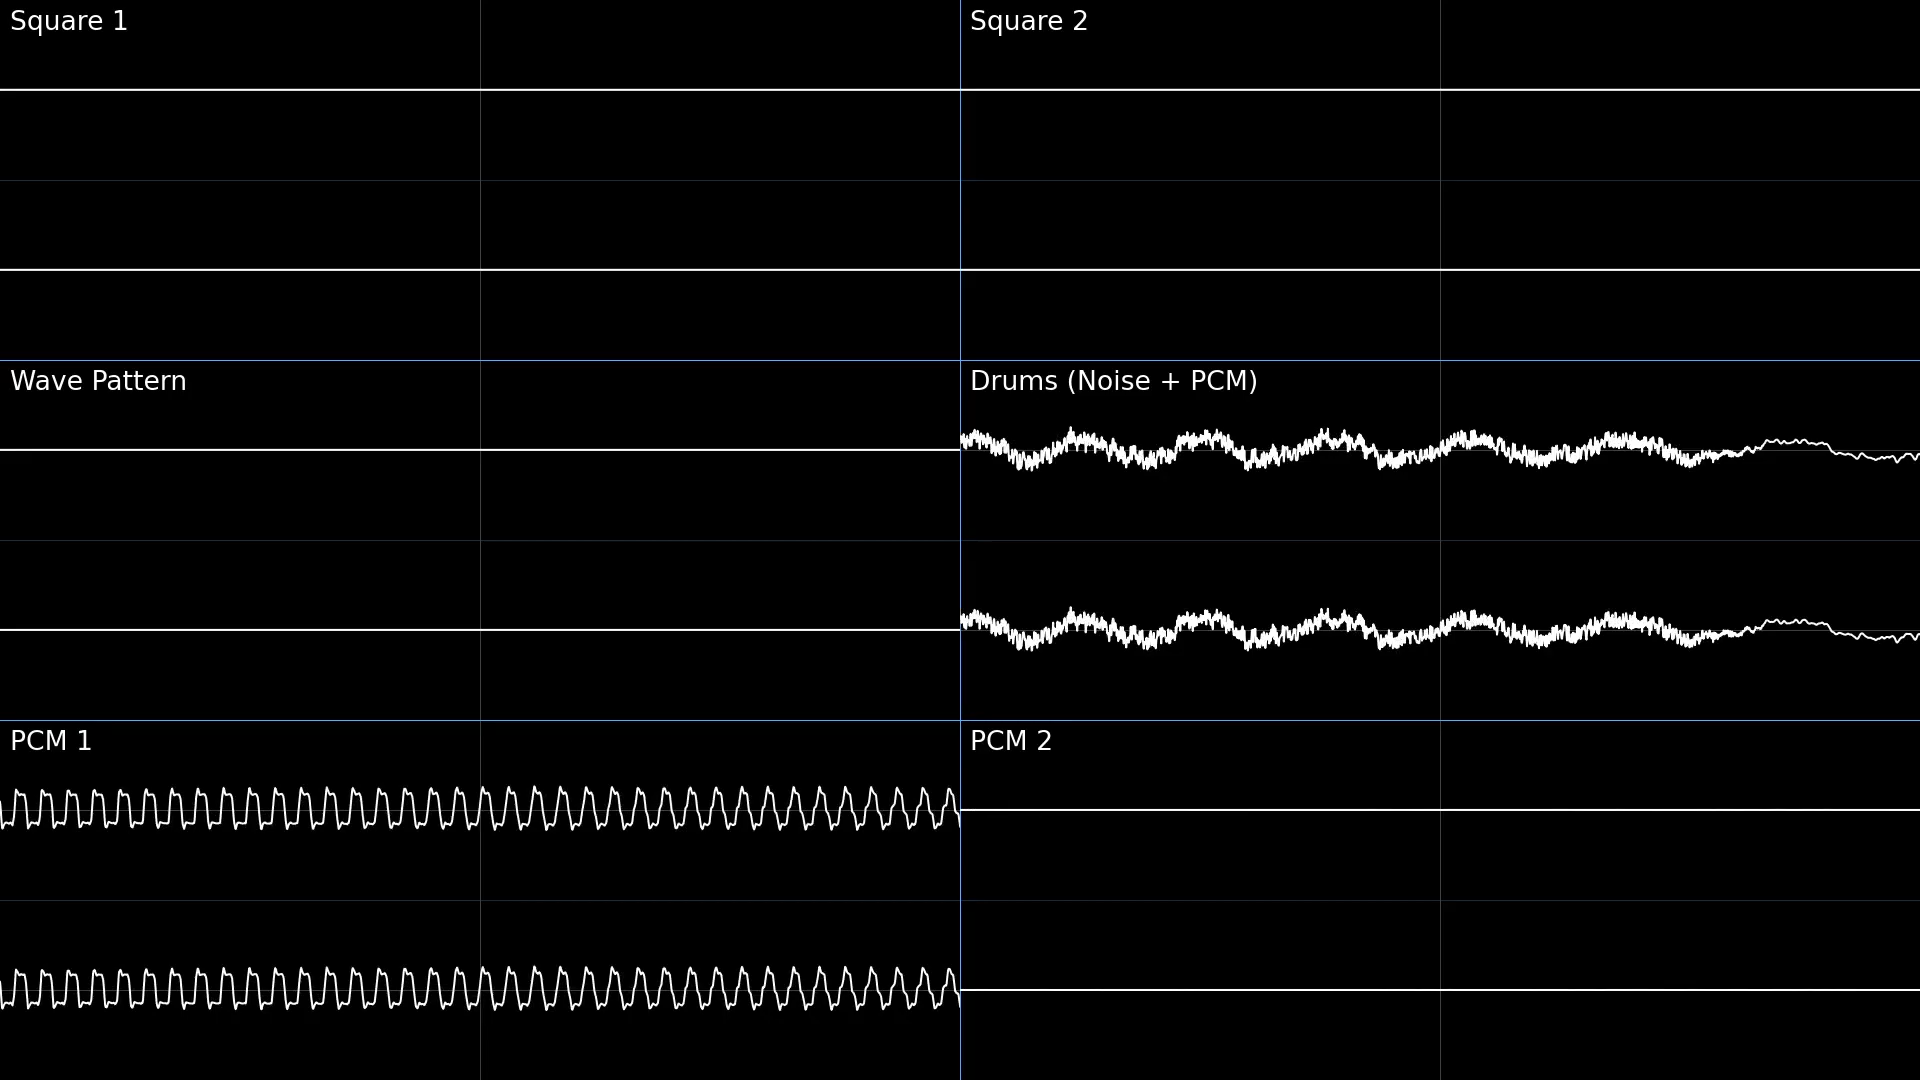 Square 1
Square 2
Wave Pattern
Drums (Noise + PCM)
PCM 1
PCM 2